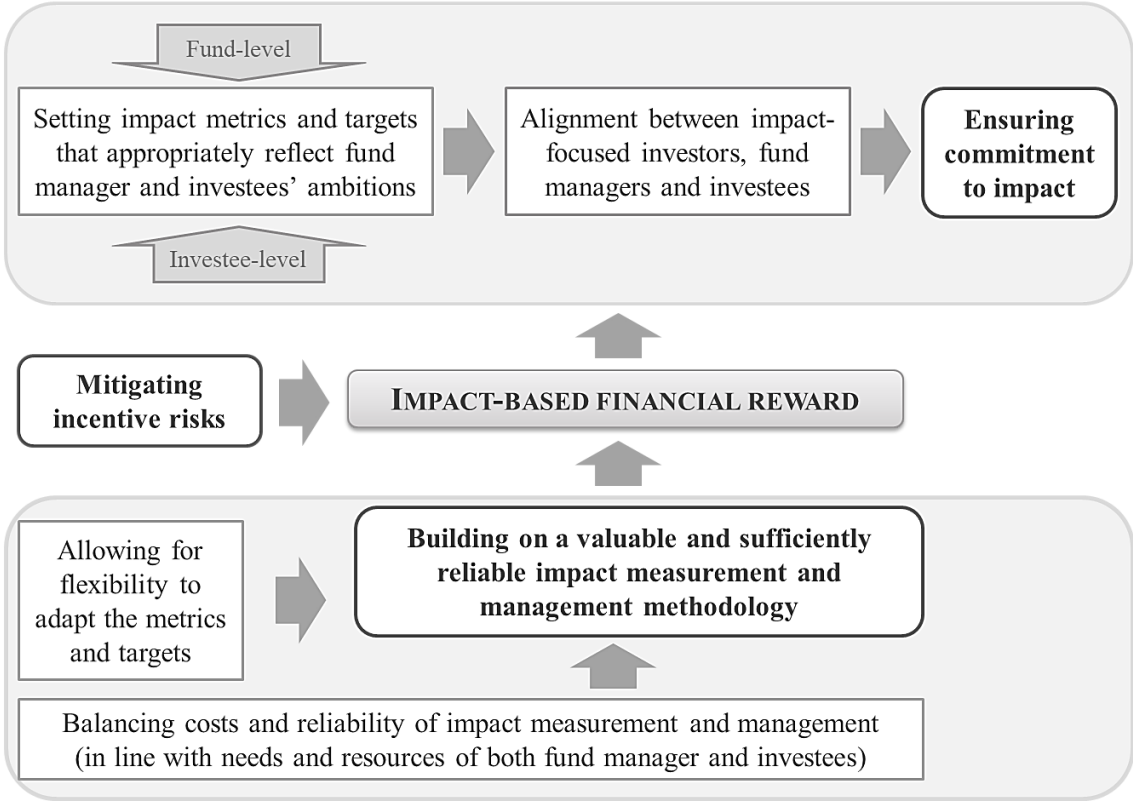 Fund-level
Setting impact metrics and targets
that appropriately reflect fund
manager and investees’ ambitions
Investee-level
Alignment between impact-
focused investors, fund
managers and investees
Ensuring
commitment
to impact
Mitigating
incentive risks
IMPACT-BASED FINANCIAL REWARD
Allowing for
flexibility to
adapt the metrics
and targets
Building on a valuable and sufficiently
reliable impact measurement and
management methodology
Balancing costs and reliability of impact measurement and management
(in line with needs and resources of both fund manager and investees)